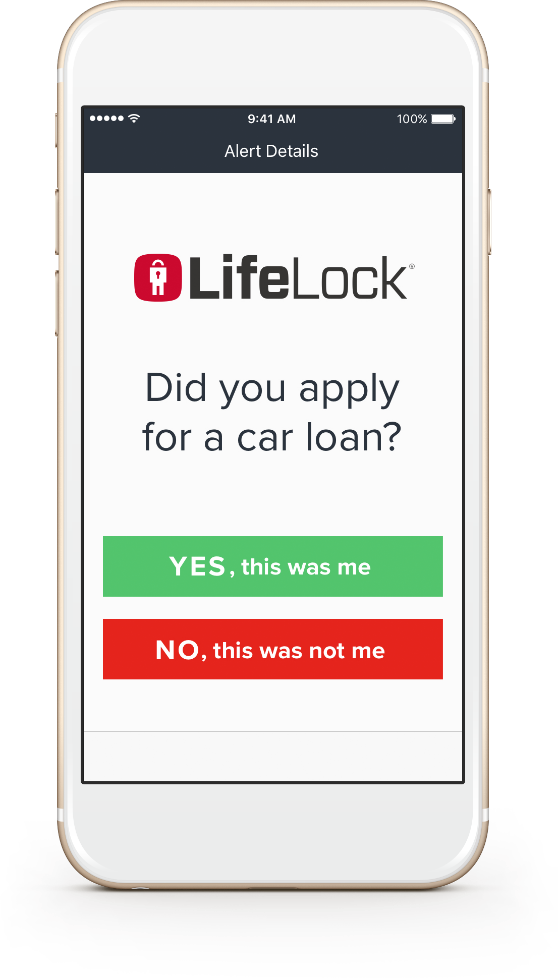 9:41 AM 100%
Alert Details
LifeLock®
Did you apply
for a car loan?
YES, this was me
NO, this was not me